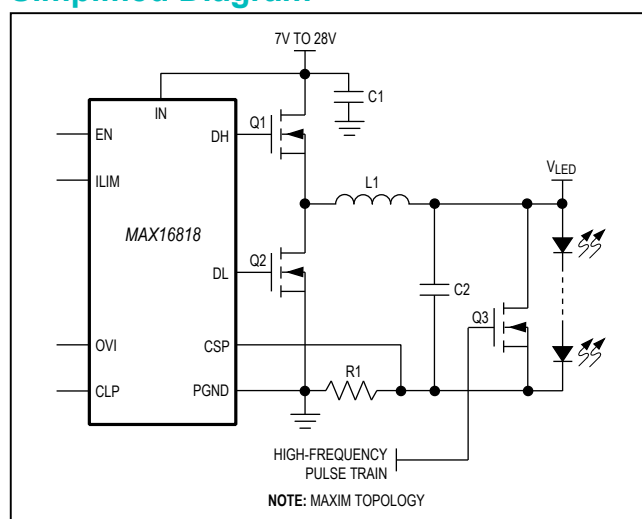 Simplified Diagram
7V TO 28V
C1
IN
EN
DH
Q1
ILIM
L1
VLED
MAX16818
DL
Q2
C2
Q3
OVI
CSP
CLP
PGND
R1
HIGH-FREQUENCY
PULSE TRAIN
NOTE: MAXIM TOPOLOGY